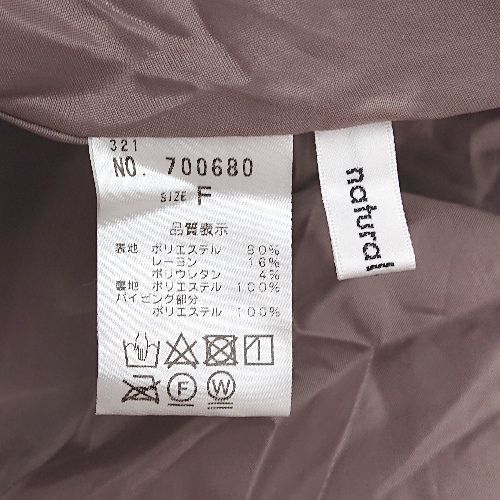 321
NO. 700680
SIZE F
品質表示
表地 ポリエステル 80%
レーヨン 16%
ポリウレタン 4%
裏地 ポリエステル 100%
パイピング部分
ポリエステル 100%
F W
natural